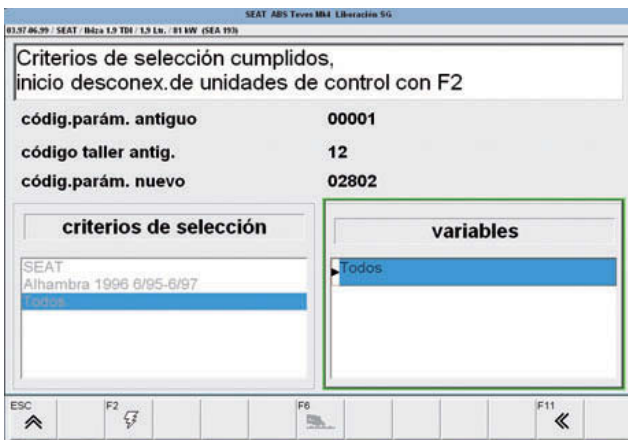 SEAT ABS Teves Mk4 Liberación SG
03.97-06.99 / SEAT / Ibiza 1.9 TDI / 1,9 Ltr. / 81 kW (SEA 193)
Criterios de selección cumplidos,
inicio desconex.de unidades de control con F2
códig.parám. antiguo 00001
código taller antig. 12
códig.parám. nuevo 02802
criterios de selección
variables
SEAT
Alhambra 1996 6/95-6/97
Todos
Todos
ESC
F2
F6
F11